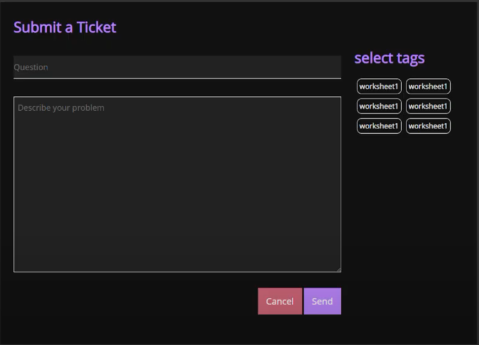 Submit a Ticket
Question
Describe your problem
Cancel Send
select tags
worksheet1 worksheet1
worksheet1 worksheet1
worksheet1 worksheet1